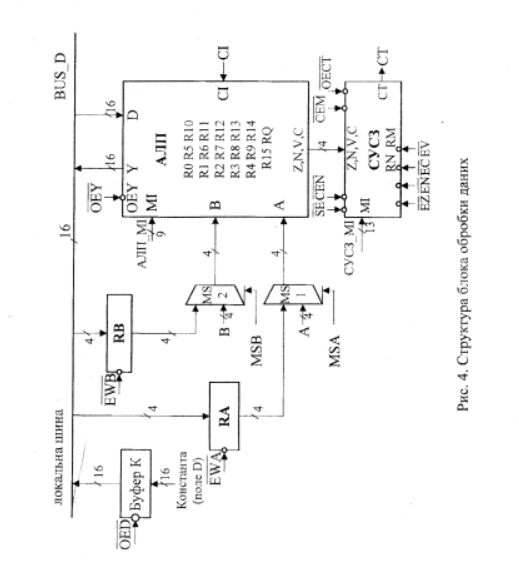 локальна шина
16
BUS_D
16
16
OED
Буфер К
16
Константа
(поле D)
4
EWB
RB
4
4
EWA
RA
4
MS
2
B
4
MSB
MS
1
A
4
MSA
4
4
OEY
OEY Y
D
MI
АЛП_MI
9
АЛП
CI
CI
R0 R5 R10
R1 R6 R11
R2 R7 R12
R3 R8 R13
R4 R9 R14
R15 RQ
B
A
Z,N,V,C
4
SE CEN
CEM
OECT
СУСЗ_MI
13
MI
Z,N,V,C
СУСЗ
RN RM
CT
CT
EZ EN EC EV
Рис. 4. Структура блока обробки даних